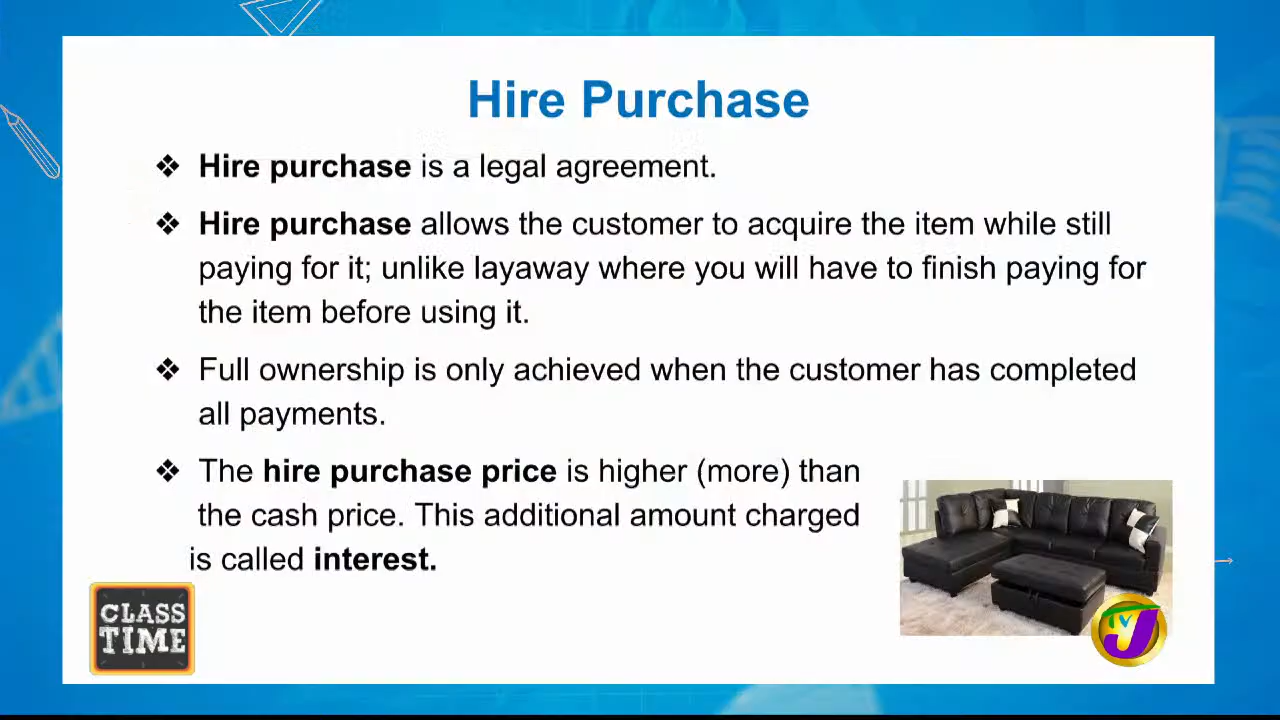 Hire Purchase
❖ Hire purchase is a legal agreement.
❖ Hire purchase allows the customer to acquire the item while still
paying for it; unlike layaway where you will have to finish paying for
the item before using it.
❖ Full ownership is only achieved when the customer has completed
all payments.
❖ The hire purchase price is higher (more) than
the cash price. This additional amount charged
is called interest.
CLASS
TIME
TVJ